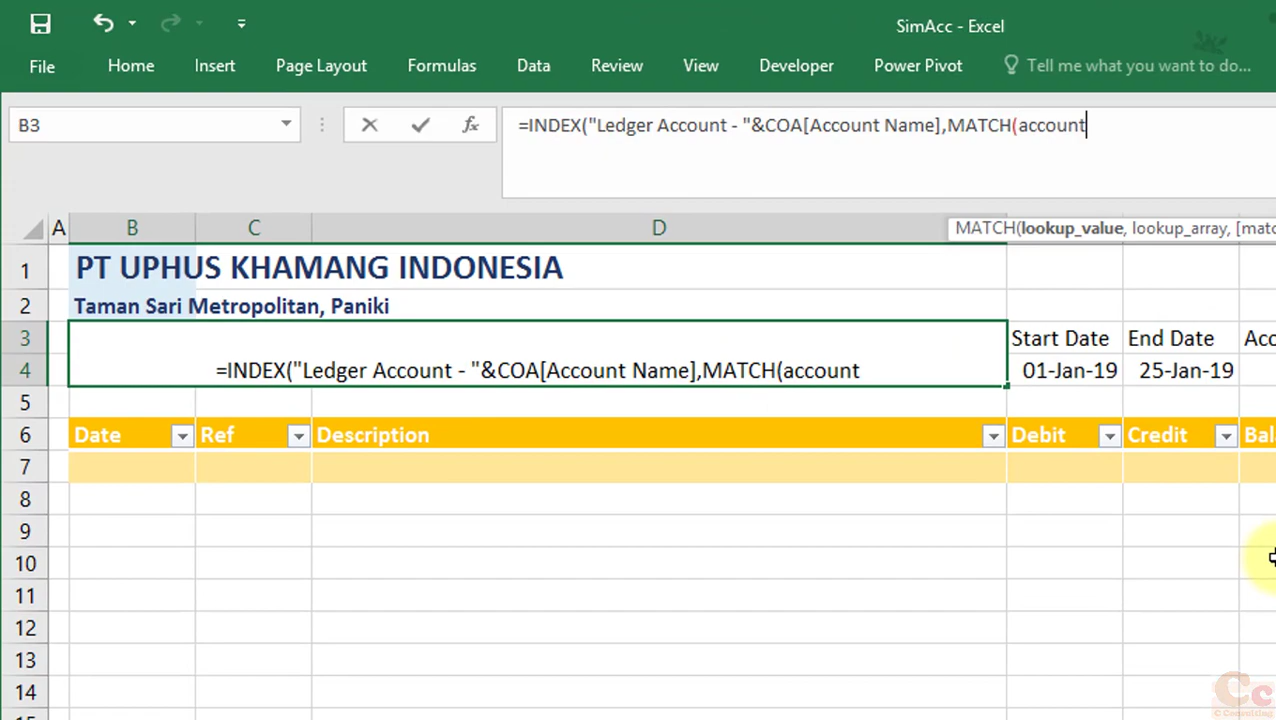 SimAcc - Excel
File Home Insert Page Layout Formulas Data Review View Developer Power Pivot Tell me what you want to do...
B3 fx =INDEX("Ledger Account - "&COA[Account Name],MATCH(account
A B C D MATCH(lookup_value, lookup_array, [mat
1 PT UPHUS KHAMANG INDONESIA
2 Taman Sari Metropolitan, Paniki
3 Start Date End Date Acc
4 =INDEX("Ledger Account - "&COA[Account Name],MATCH(account 01-Jan-19 25-Jan-19
5
6 Date Ref Description Debit Credit Bal
7
8
9
10
11
12
13
14
C Consulting